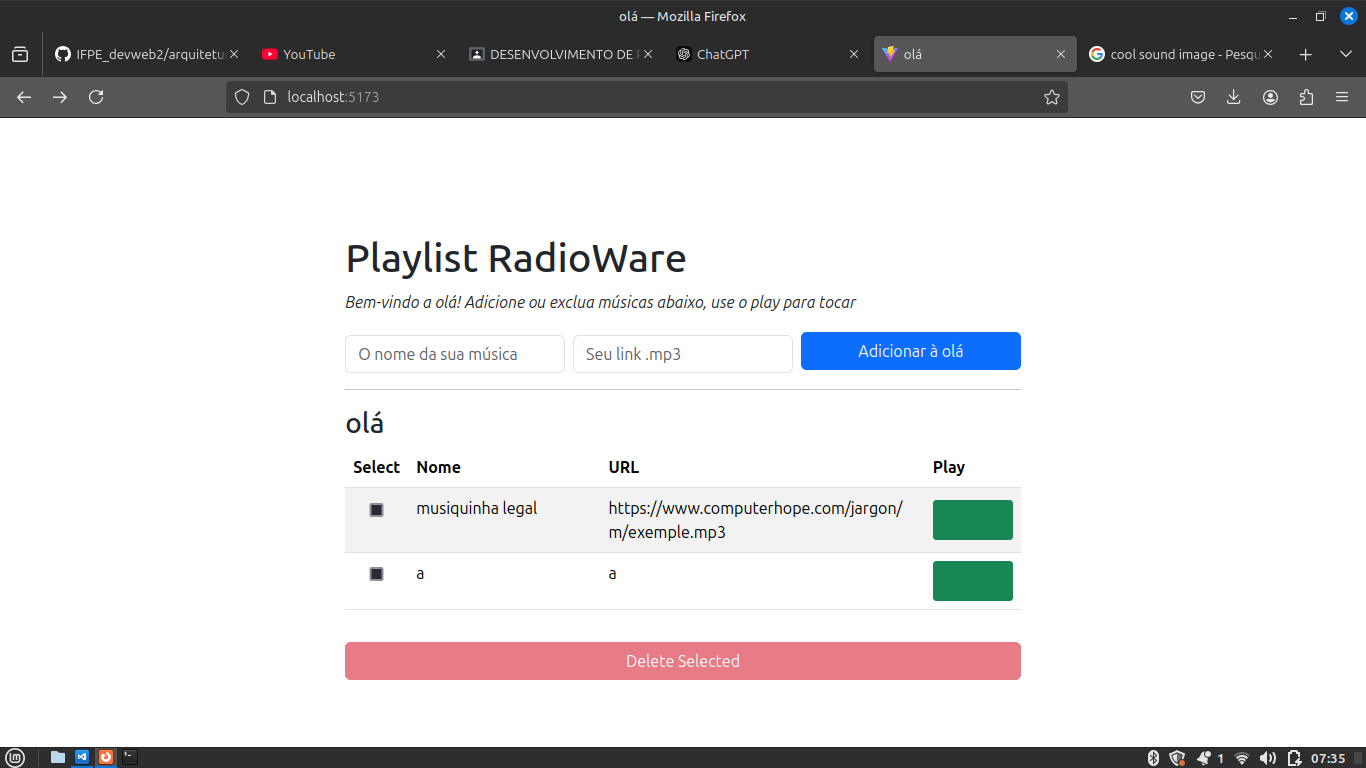 olá — Mozilla Firefox
IFPE_devweb2/arquitetu
YouTube
DESENVOLVIMENTO DE
ChatGPT
olá
cool sound image - Pesqu
localhost:5173
Playlist RadioWare
Bem-vindo a olá! Adicione ou exclua músicas abaixo, use o play para tocar
O nome da sua música
Seu link .mp3
Adicionar à olá
olá
Select Nome URL Play
musiquinha legal https://www.computerhope.com/jargon/
m/exemple.mp3
a a
Delete Selected
1 07:35